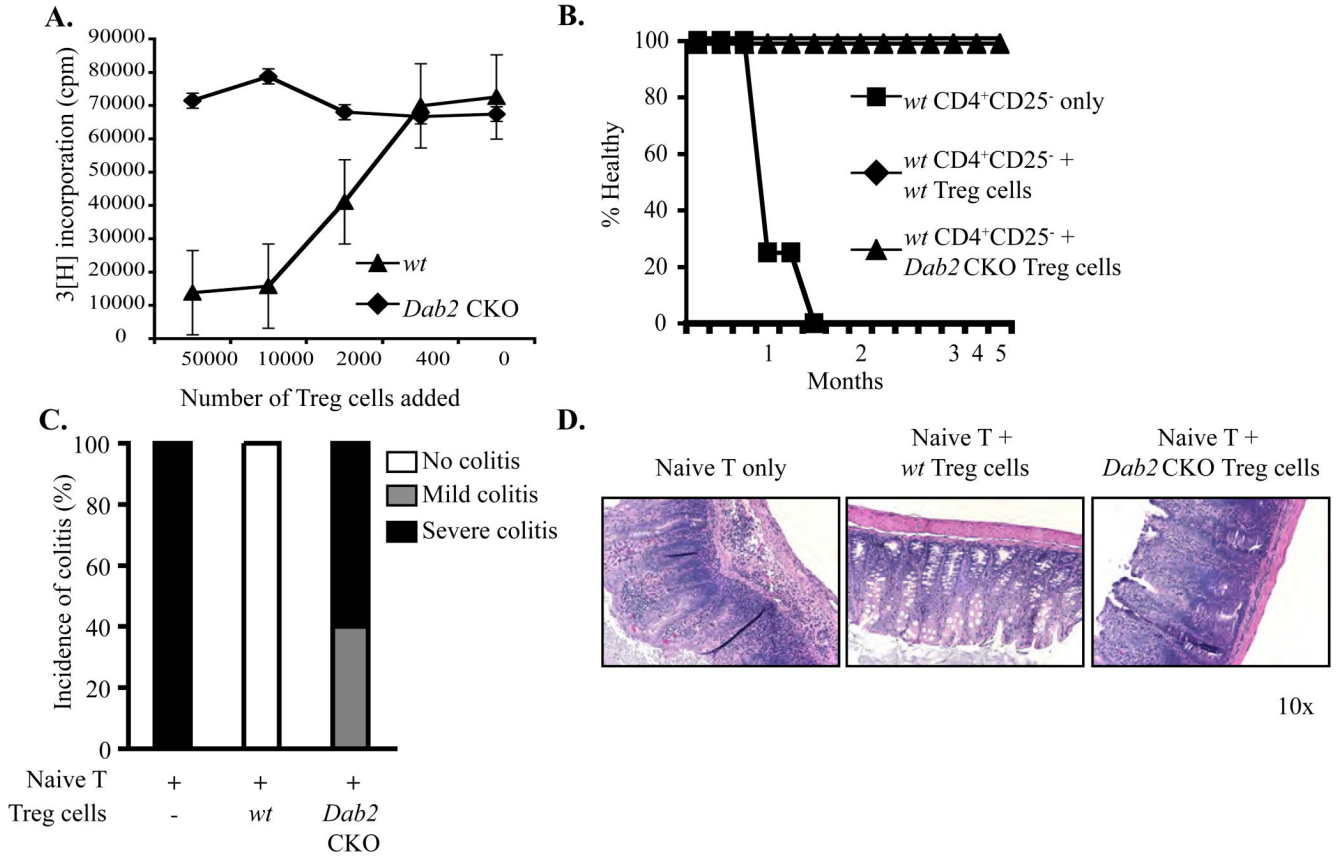 A.
3[H] incorporation (cpm)
90000
80000
70000
60000
50000
40000
30000
20000
10000
0
50000 10000 2000 400 0
Number of Treg cells added
wt
Dab2 CKO
B.
% Healthy
100
80
60
40
20
0
1 2 3 4 5
Months
wt CD4+CD25- only
wt CD4+CD25- +
wt Treg cells
wt CD4+CD25- +
Dab2 CKO Treg cells
C.
Incidence of colitis (%)
100
80
60
40
20
0
No colitis
Mild colitis
Severe colitis
Naive T + + +
Treg cells - wt Dab2
CKO
D.
Naive T only
Naive T +
wt Treg cells
Naive T +
Dab2 CKO Treg cells
10x